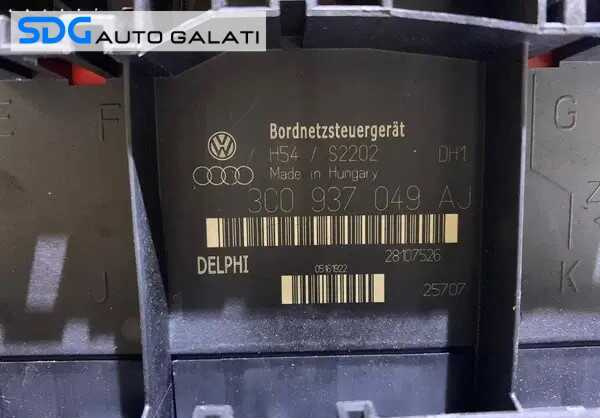 SDG AUTO GALATI
E F
G
Bordnetzsteuergerät
H54 / S2202 DH1
Made in Hungary
3C0 937 049 AJ
28107526
DELPHI
05161922
25707
J
K
Z